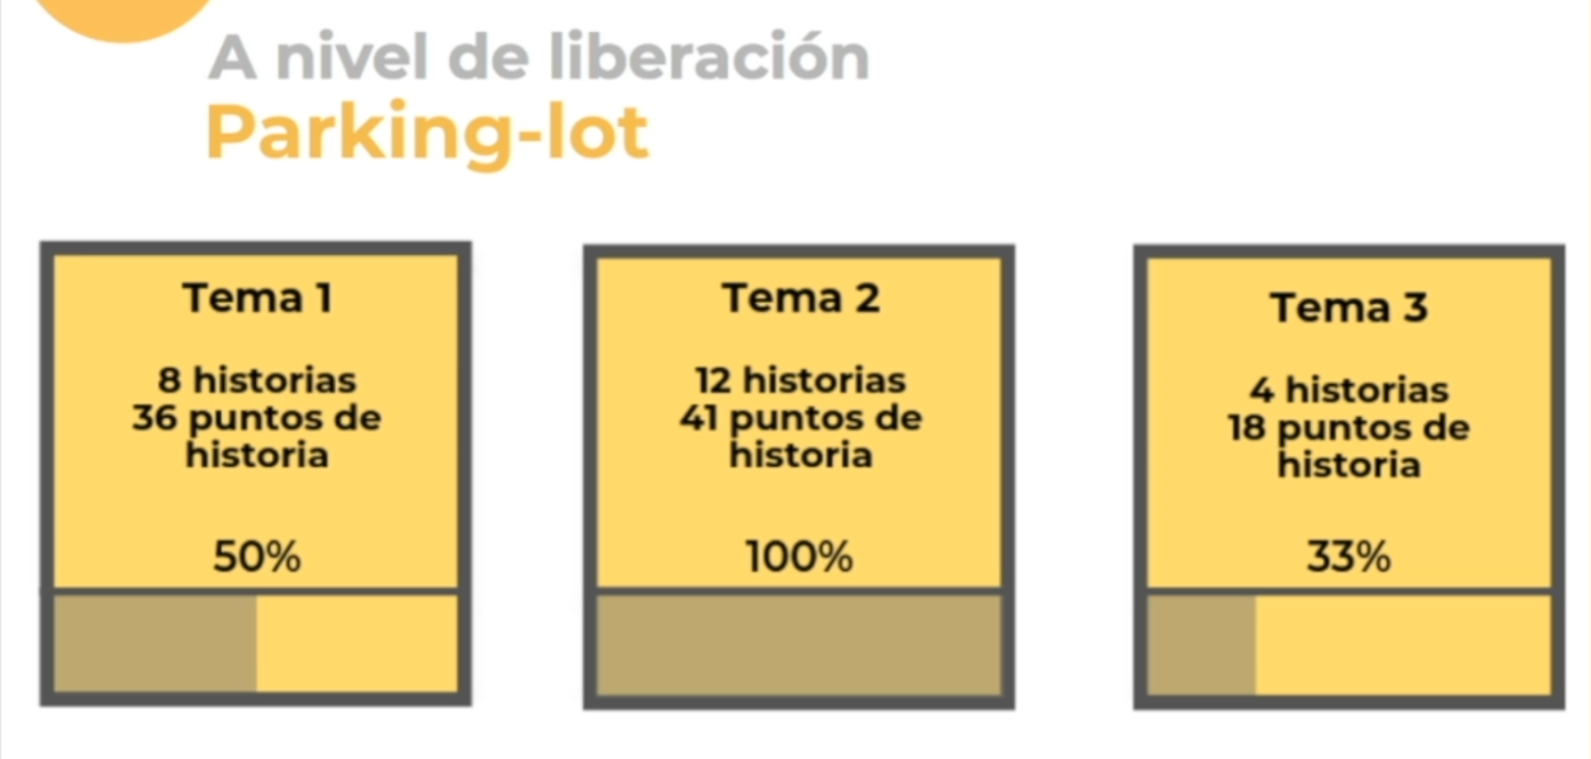 A nivel de liberación
Parking-lot
Tema 1
8 historias
36 puntos de
historia
50%
Tema 2
12 historias
41 puntos de
historia
100%
Tema 3
4 historias
18 puntos de
historia
33%